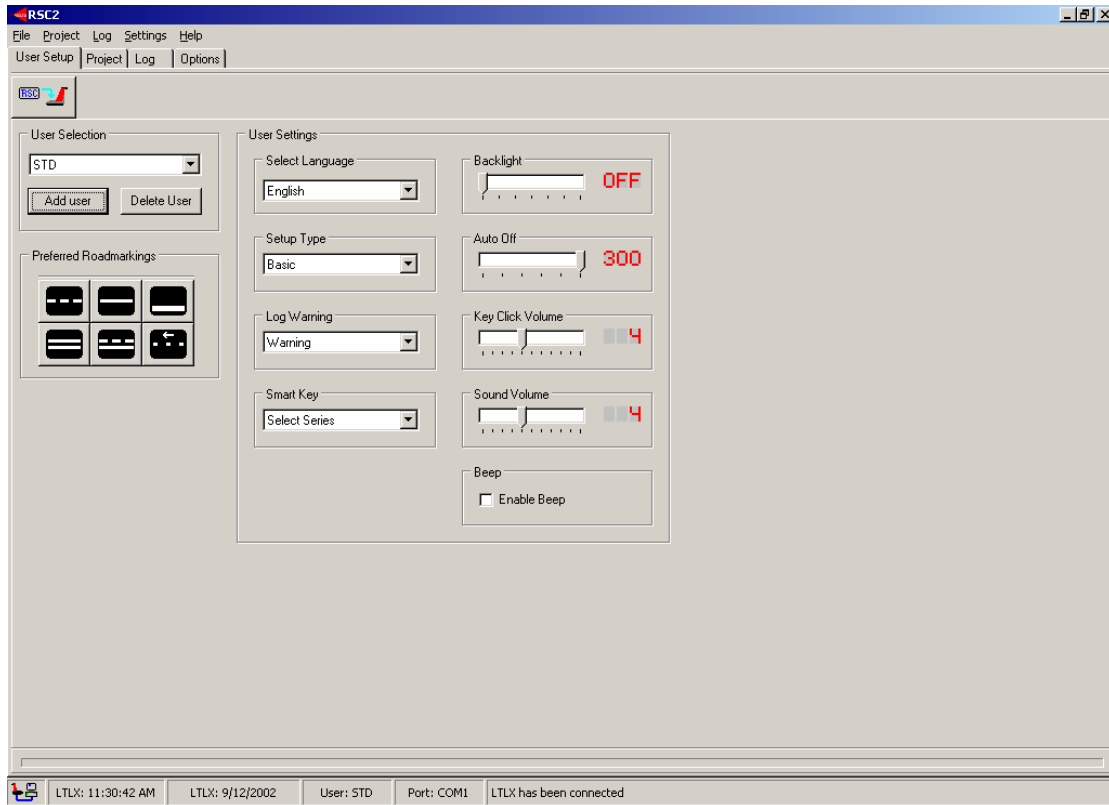 RSC2
File Project Log Settings Help
User Setup Project Log Options
RSC
User Selection
STD
Add user Delete User
Preferred Roadmarkings
User Settings
Select Language
English
Setup Type
Basic
Log Warning
Warning
Smart Key
Select Series
Backlight
OFF
Auto Off
300
Key Click Volume
4
Sound Volume
4
Beep
Enable Beep
LTLX: 11:30:42 AM LTLX: 9/12/2002 User: STD Port: COM1 LTLX has been connected